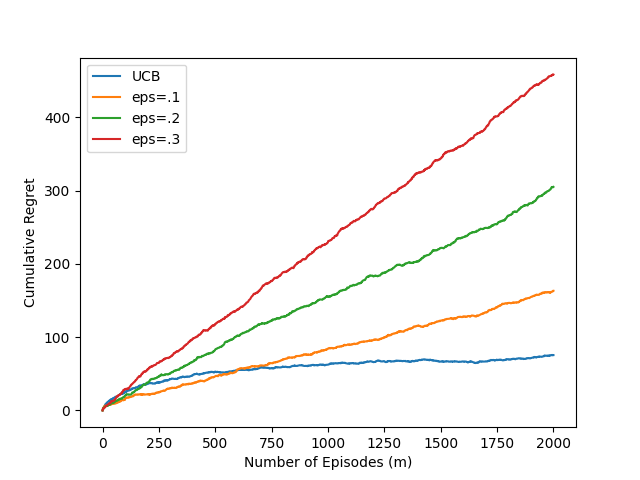 UCB
eps=.1
eps=.2
eps=.3
Cumulative Regret
400
300
200
100
0
0 250 500 750 1000 1250 1500 1750 2000
Number of Episodes (m)